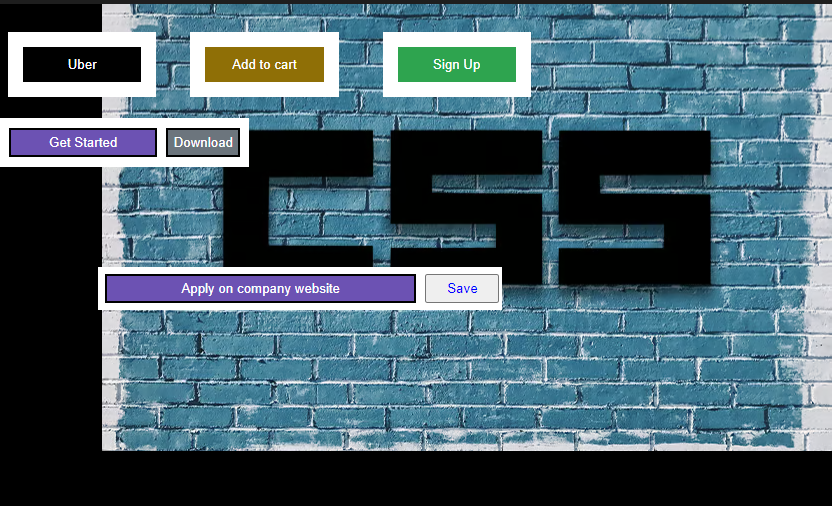 Uber
Add to cart
Sign Up
Get Started
Download
CSS
Apply on company website
Save